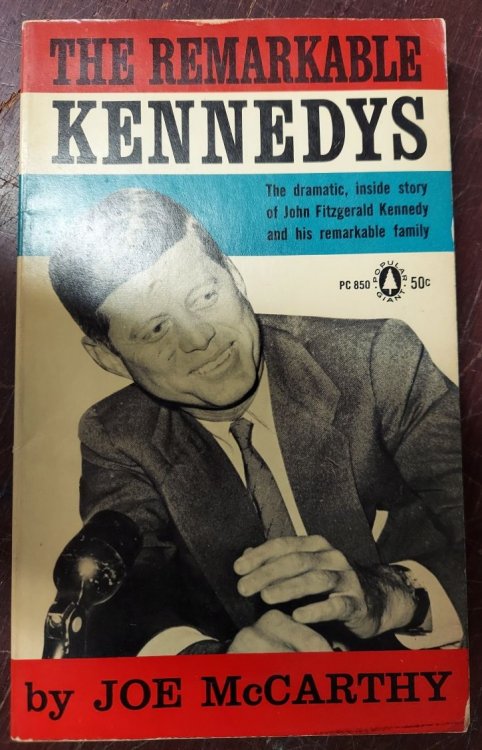 THE REMARKABLE
KENNEDYS
The dramatic, inside story
of John Fitzgerald Kennedy
and his remarkable family
PC 850 POPULAR GIANT 50c
by JOE McCARTHY